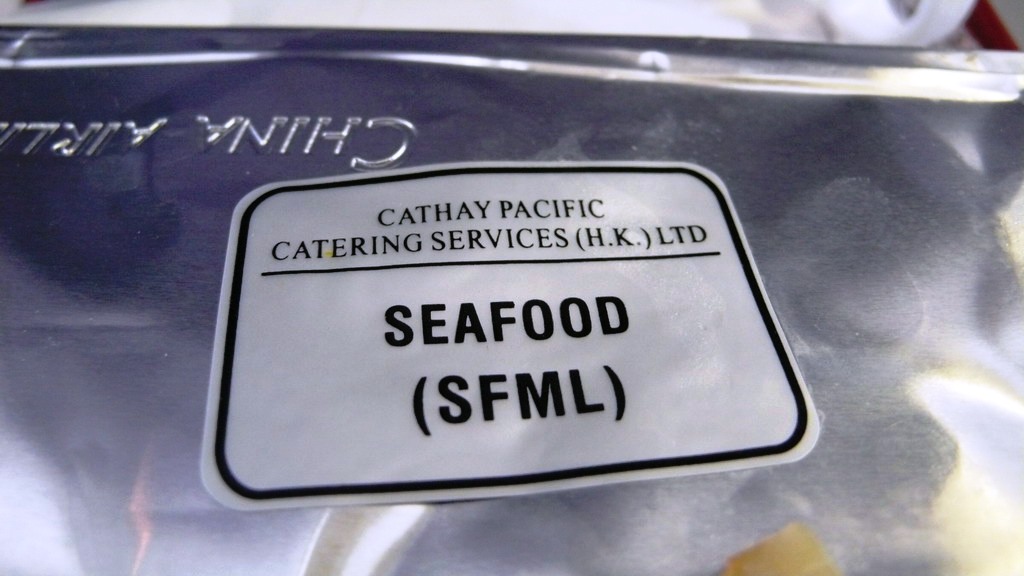 CHINA
CATHAY PACIFIC
CATERING SERVICES (H.K.) LTD
SEAFOOD
(SFML)